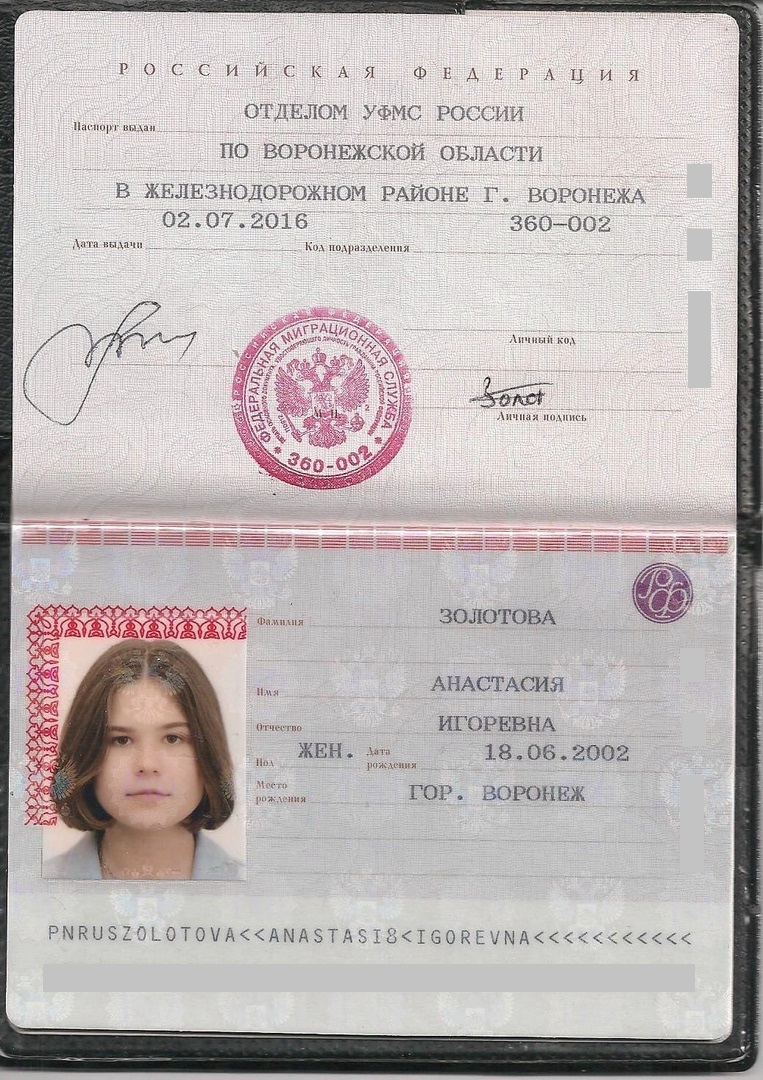 РОССИЙСКАЯ ФЕДЕРАЦИЯ
Паспорт выдан ОТДЕЛОМ УФМС РОССИИ
ПО ВОРОНЕЖСКОЙ ОБЛАСТИ
В ЖЕЛЕЗНОДОРОЖНОМ РАЙОНЕ Г. ВОРОНЕЖА
Дата выдачи 02.07.2016 Код подразделения 360-002
Личный код
ФЕДЕРАЛЬНАЯ МИГРАЦИОННАЯ СЛУЖБА
360-002
М. П.
Золот
Личная подпись
РФ
Фамилия ЗОЛОТОВА
Имя АНАСТАСИЯ
Отчество ИГОРЕВНА
Пол ЖЕН. Дата рождения 18.06.2002
Место рождения ГОР. ВОРОНЕЖ
PNRUSZOLOTOVA<<ANASTASI8<IGOREVNA<<<<<<<<<<<